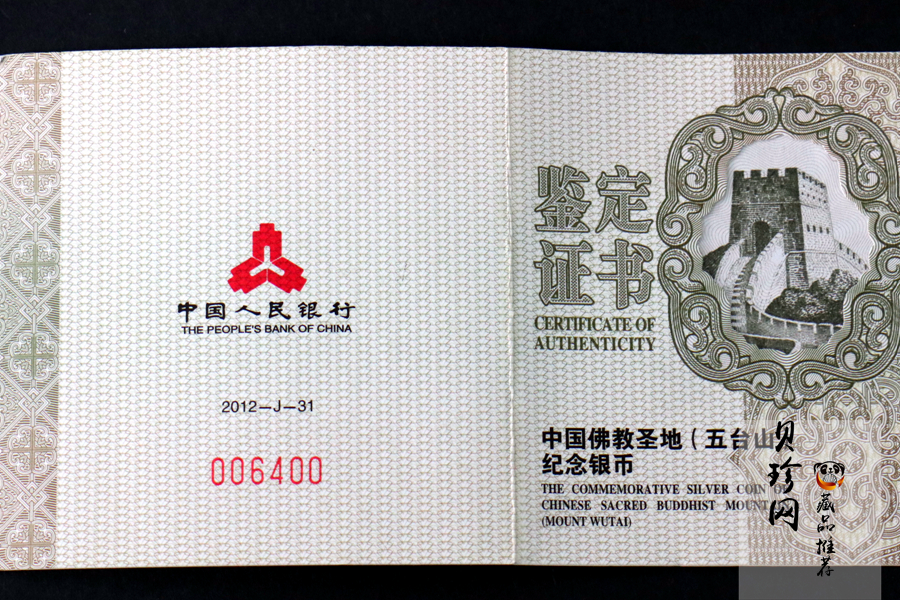 中国人民银行
THE PEOPLE'S BANK OF CHINA
2012-J-31
006400
鉴定
证书
CERTIFICATE OF
AUTHENTICITY
中国佛教圣地(五台山
纪念银币
THE COMMEMORATIVE SILVER COIN OF
CHINESE SACRED BUDDHIST MOUNT
(MOUNT WUTAI)
贝珍网
藏品推荐